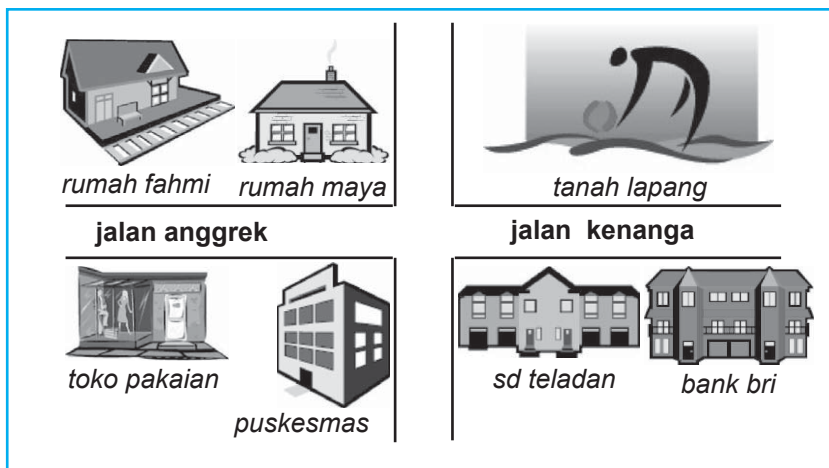 rumah fahmi
rumah maya
tanah lapang
jalan anggrek
jalan kenanga
toko pakaian
puskesmas
sd teladan
bank bri